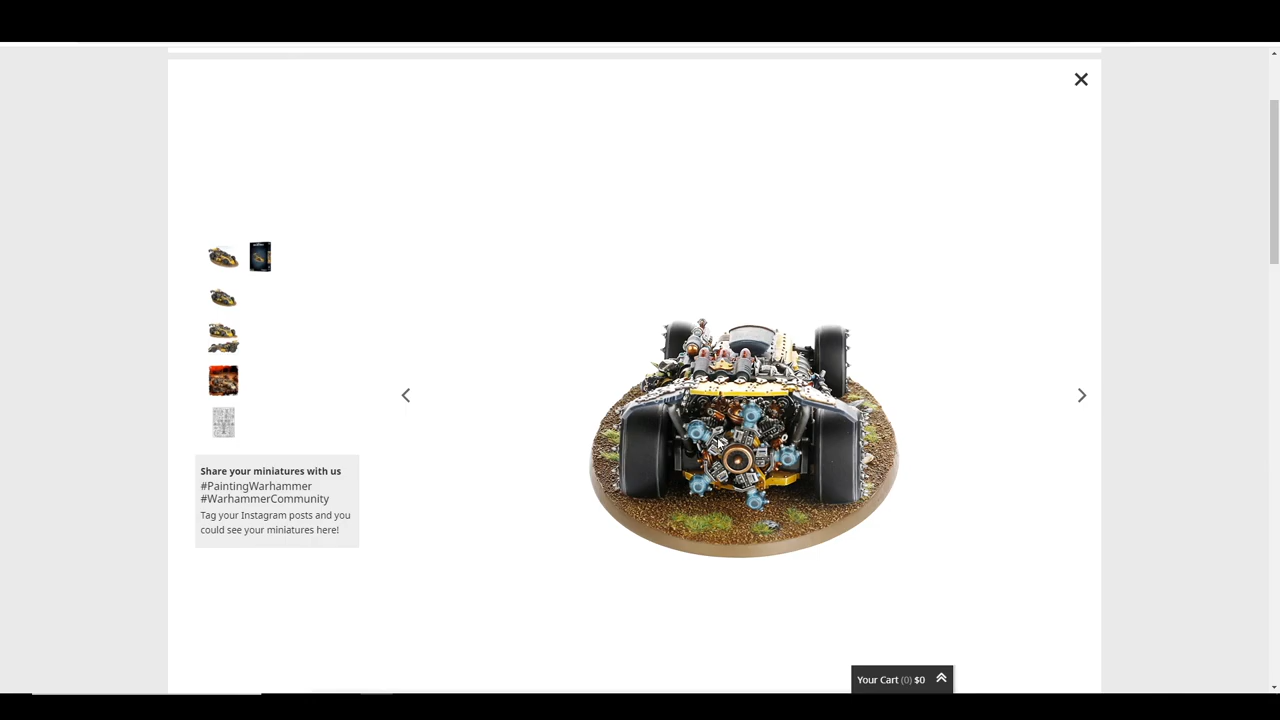 Share your miniatures with us
#PaintingWarhammer
#WarhammerCommunity
Tag your Instagram posts and you
could see your miniatures here!
Your Cart (0) $0